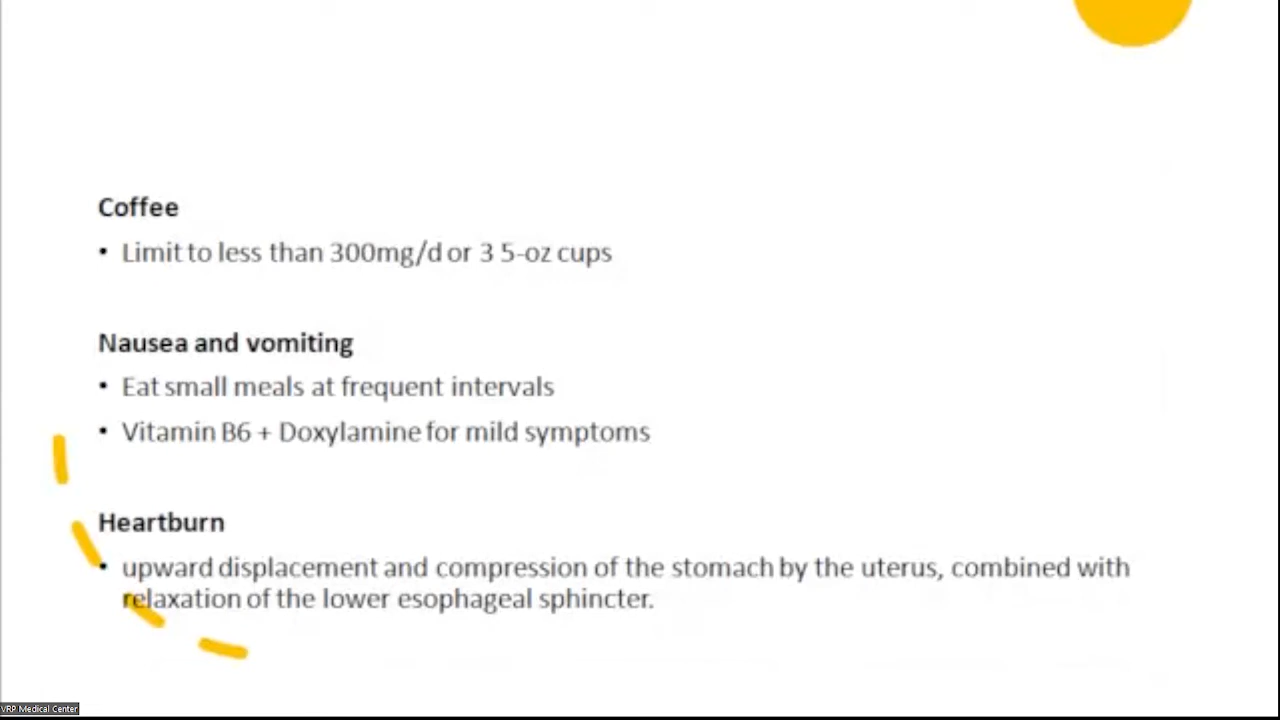 Coffee
• Limit to less than 300mg/d or 3 5-oz cups
Nausea and vomiting
• Eat small meals at frequent intervals
• Vitamin B6 + Doxylamine for mild symptoms
Heartburn
• upward displacement and compression of the stomach by the uterus, combined with
relaxation of the lower esophageal sphincter.
VRP Medical Center